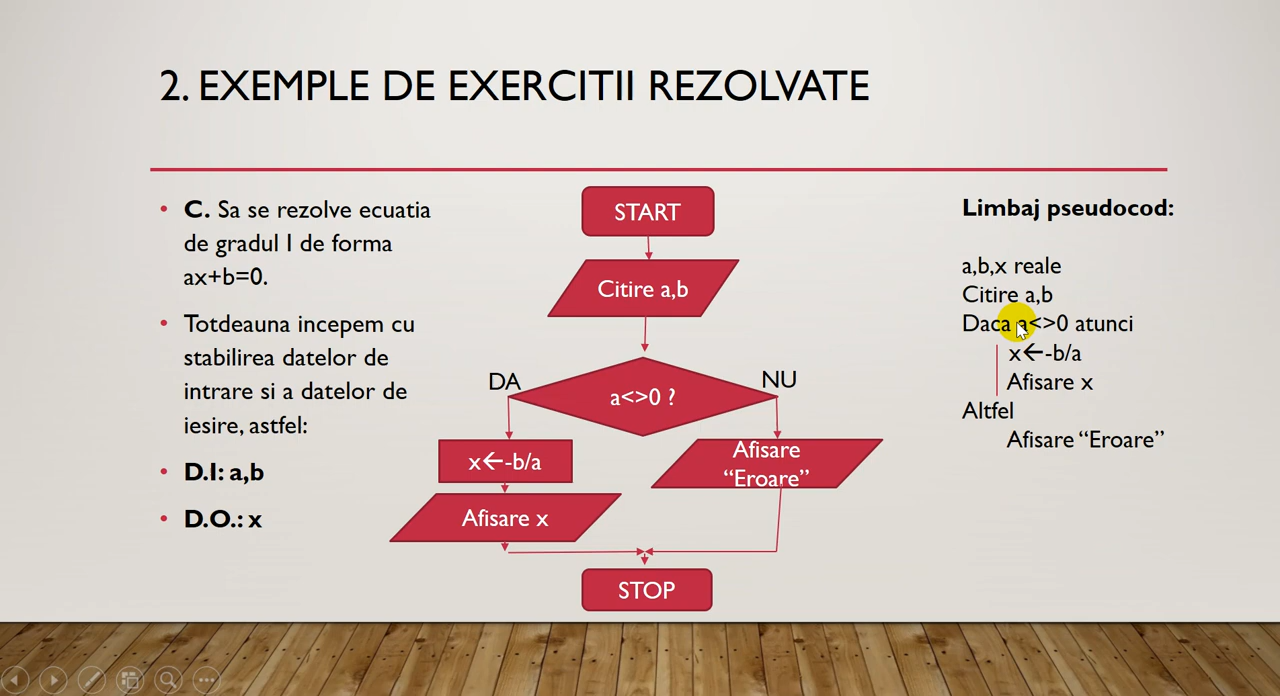 2. EXEMPLE DE EXERCITII REZOLVATE
• C. Sa se rezolve ecuatia
de gradul I de forma
ax+b=0.
• Totdeauna incepem cu
stabilirea datelor de
intrare si a datelor de
iesire, astfel:
• D.I: a,b
• D.O.: x
START
Citire a,b
DA
NU
a<>0 ?
x←-b/a
Afisare x
Afisare
“Eroare”
STOP
Limbaj pseudocod:
a,b,x reale
Citire a,b
Daca a<>0 atunci
x←-b/a
Afisare x
Altfel
Afisare “Eroare”